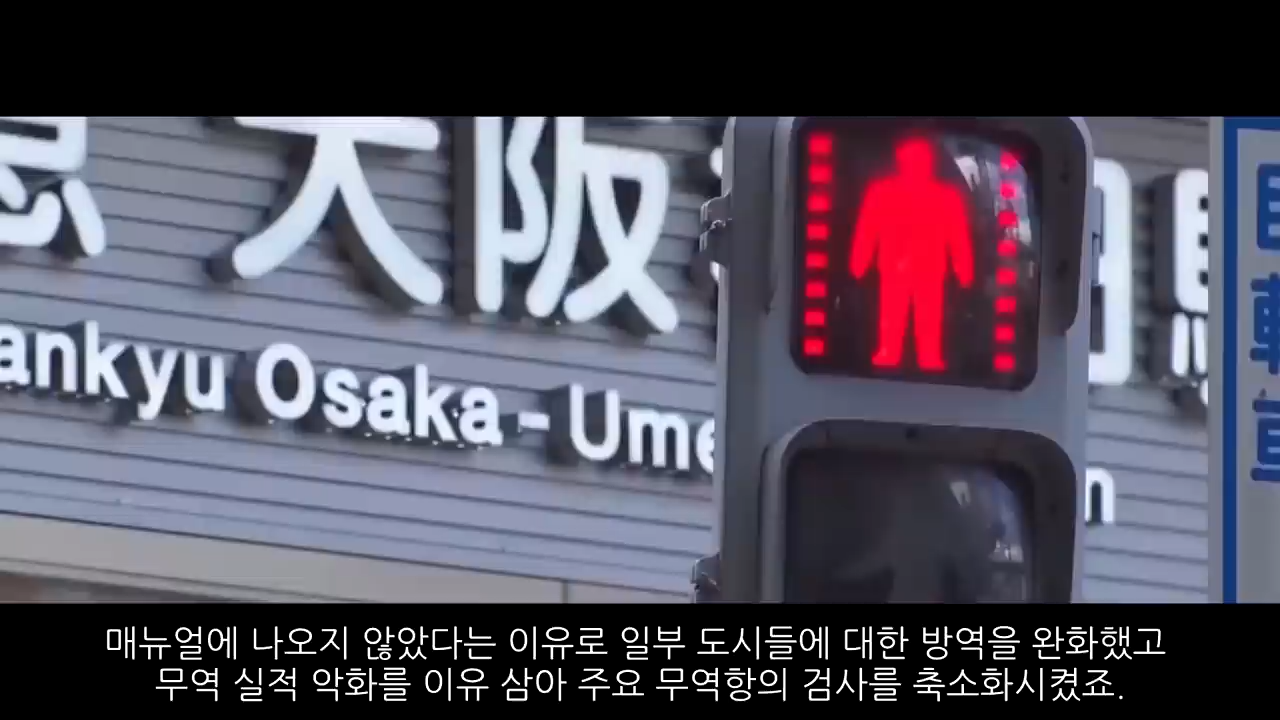 大阪
ankyu Osaka - Ume
n
自転車
매뉴얼에 나오지 않았다는 이유로 일부 도시들에 대한 방역을 완화했고
무역 실적 악화를 이유 삼아 주요 무역항의 검사를 축소화시켰죠.